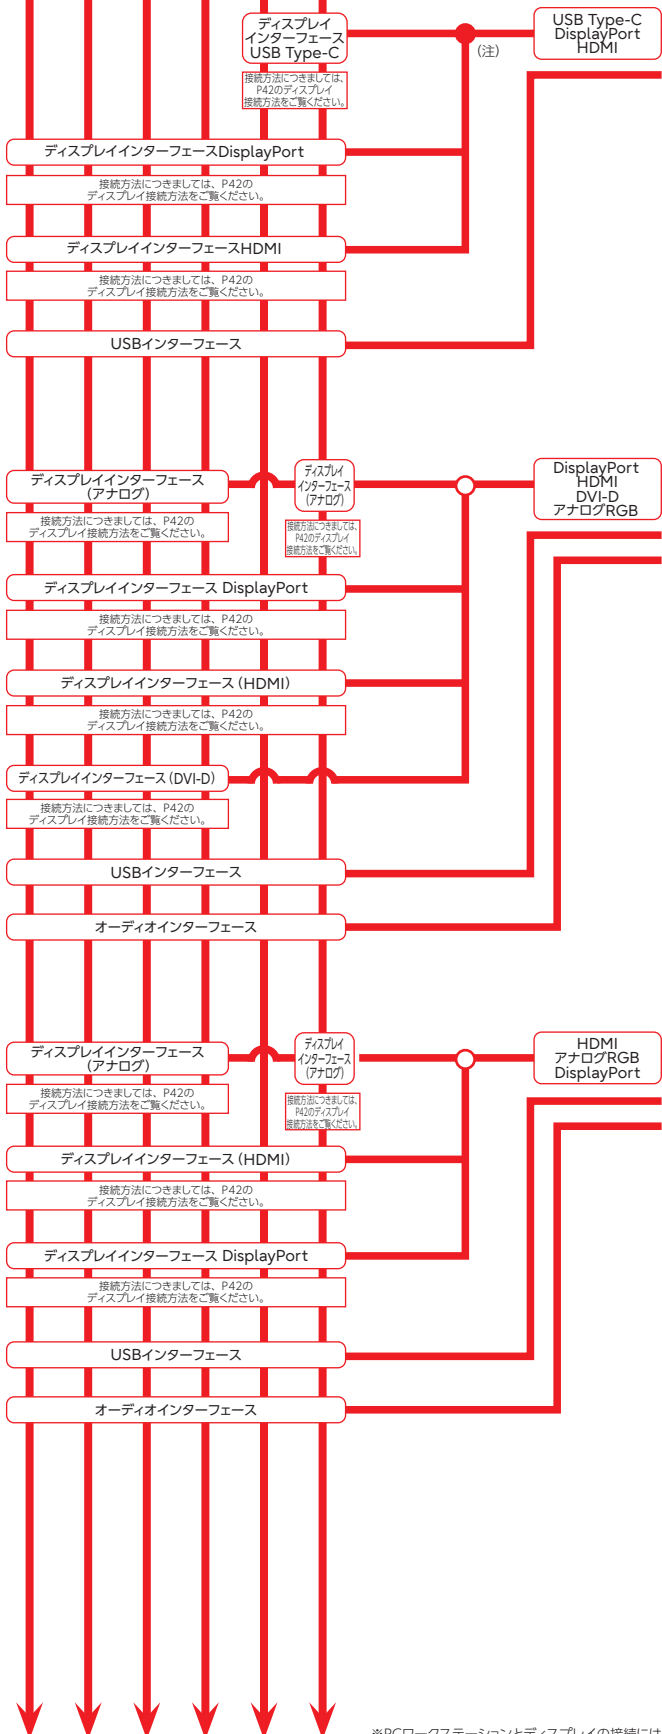 ディスプレイ
インターフェース
USB Type-C
USB Type-C
DisplayPort
HDMI
(注)
接続方法につきましては、
P42のディスプレイ
接続方法をご覧ください。
ディスプレイインターフェースDisplayPort
接続方法につきましては、P42の
ディスプレイ接続方法をご覧ください。
ディスプレイインターフェースHDMI
接続方法につきましては、P42の
ディスプレイ接続方法をご覧ください。
USBインターフェース
ディスプレイインターフェース
(アナログ)
ディスプレイ
インターフェース
(アナログ)
DisplayPort
HDMI
DVI-D
アナログRGB
接続方法につきましては、P42の
ディスプレイ接続方法をご覧ください。
接続方法につきましては、
P42のディスプレイ
接続方法をご覧ください。
ディスプレイインターフェース DisplayPort
接続方法につきましては、P42の
ディスプレイ接続方法をご覧ください。
ディスプレイインターフェース(HDMI)
接続方法につきましては、P42の
ディスプレイ接続方法をご覧ください。
ディスプレイインターフェース(DVI-D)
接続方法につきましては、P42の
ディスプレイ接続方法をご覧ください。
USBインターフェース
オーディオインターフェース
ディスプレイインターフェース
(アナログ)
ディスプレイ
インターフェース
(アナログ)
HDMI
アナログRGB
DisplayPort
接続方法につきましては、P42の
ディスプレイ接続方法をご覧ください。
接続方法につきましては、
P42のディスプレイ
接続方法をご覧ください。
ディスプレイインターフェース(HDMI)
接続方法につきましては、P42の
ディスプレイ接続方法をご覧ください。
ディスプレイインターフェース DisplayPort
接続方法につきましては、P42の
ディスプレイ接続方法をご覧ください。
USBインターフェース
オーディオインターフェース
※PCワークステーションとディスプレイの接続には